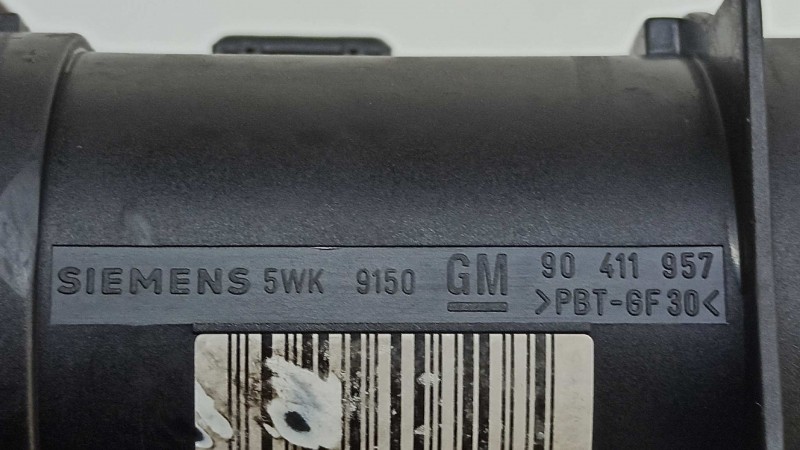 SIEMENS 5WK 9150 GM 90 411 957
>PBT-GF30<